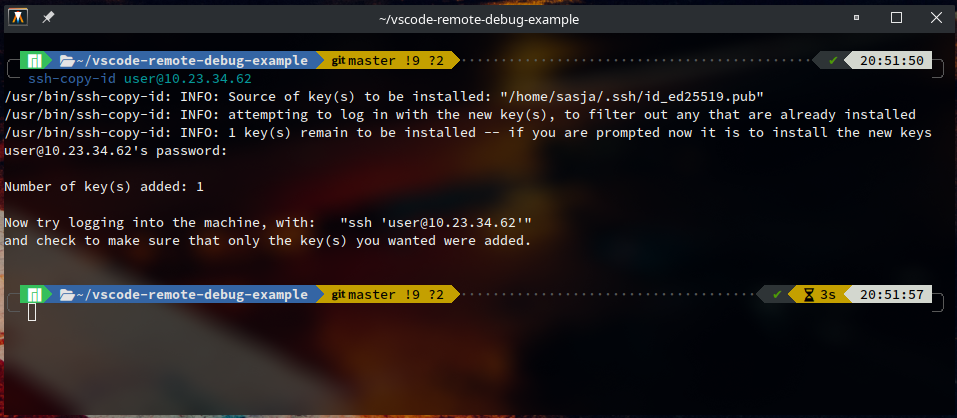 ~/vscode-remote-debug-example
~/vscode-remote-debug-example git master !9 ?2 ✔ 20:51:50
ssh-copy-id user@10.23.34.62
/usr/bin/ssh-copy-id: INFO: Source of key(s) to be installed: "/home/sasja/.ssh/id_ed25519.pub"
/usr/bin/ssh-copy-id: INFO: attempting to log in with the new key(s), to filter out any that are already installed
/usr/bin/ssh-copy-id: INFO: 1 key(s) remain to be installed -- if you are prompted now it is to install the new keys
user@10.23.34.62's password:
Number of key(s) added: 1
Now try logging into the machine, with:   "ssh 'user@10.23.34.62'"
and check to make sure that only the key(s) you wanted were added.
~/vscode-remote-debug-example git master !9 ?2 ✔ 3s 20:51:57